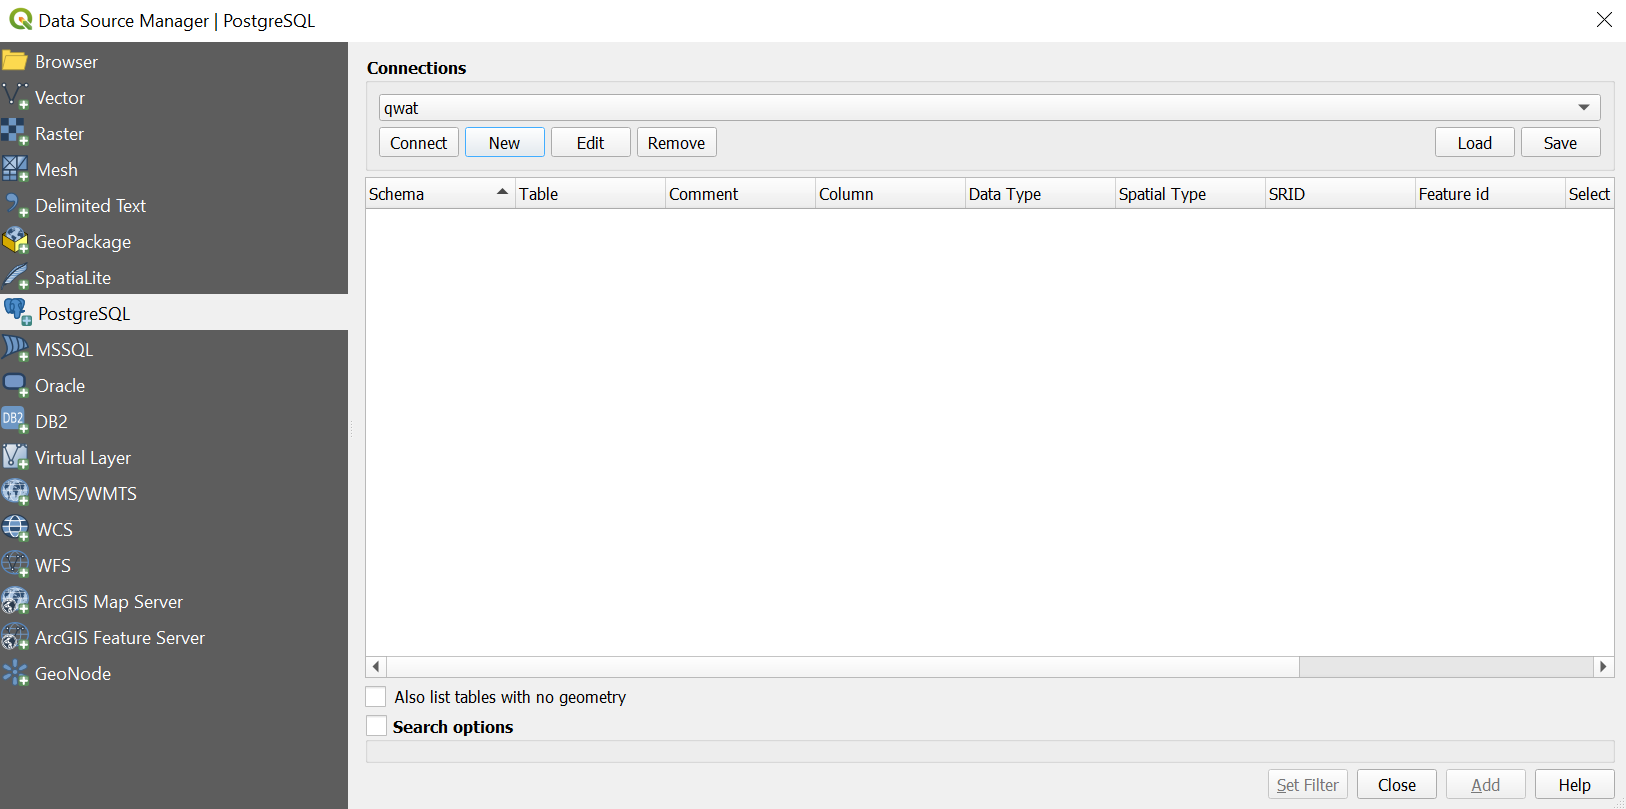 Data Source Manager | PostgreSQL
Browser
Vector
Raster
Mesh
Delimited Text
GeoPackage
SpatiaLite
PostgreSQL
MSSQL
Oracle
DB2
DB2
Virtual Layer
WMS/WMTS
WCS
WFS
ArcGIS Map Server
ArcGIS Feature Server
GeoNode
Connections
qwat
Connect New Edit Remove Load Save
Schema Table Comment Column Data Type Spatial Type SRID Feature id Select
Also list tables with no geometry
Search options
Set Filter Close Add Help